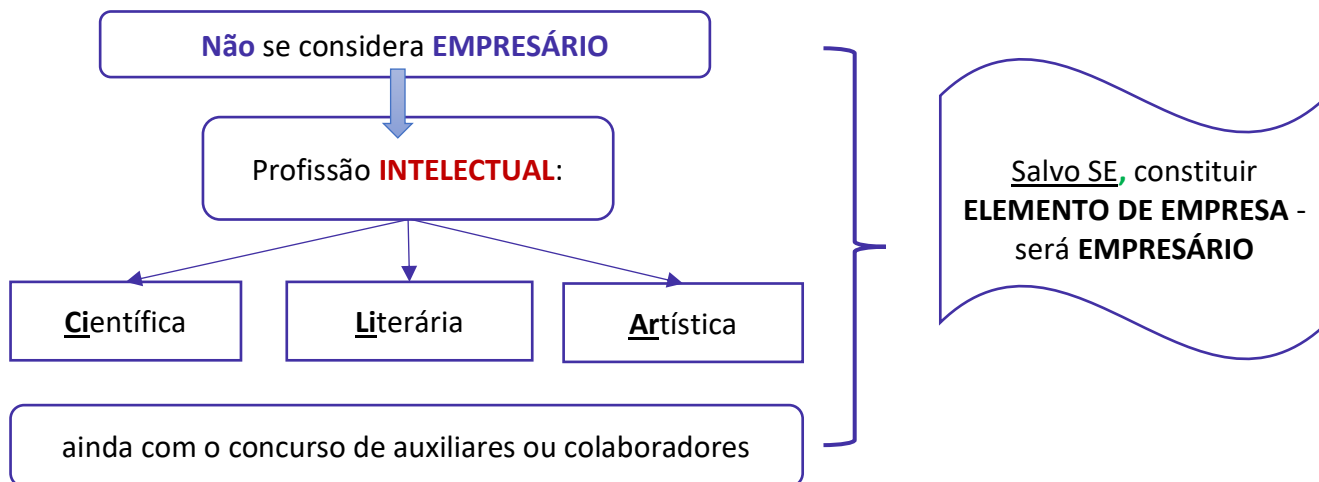 Não se considera EMPRESÁRIO
Profissão INTELECTUAL:
Científica
Literária
Artística
ainda com o concurso de auxiliares ou colaboradores
Salvo SE, constituir
ELEMENTO DE EMPRESA -
será EMPRESÁRIO